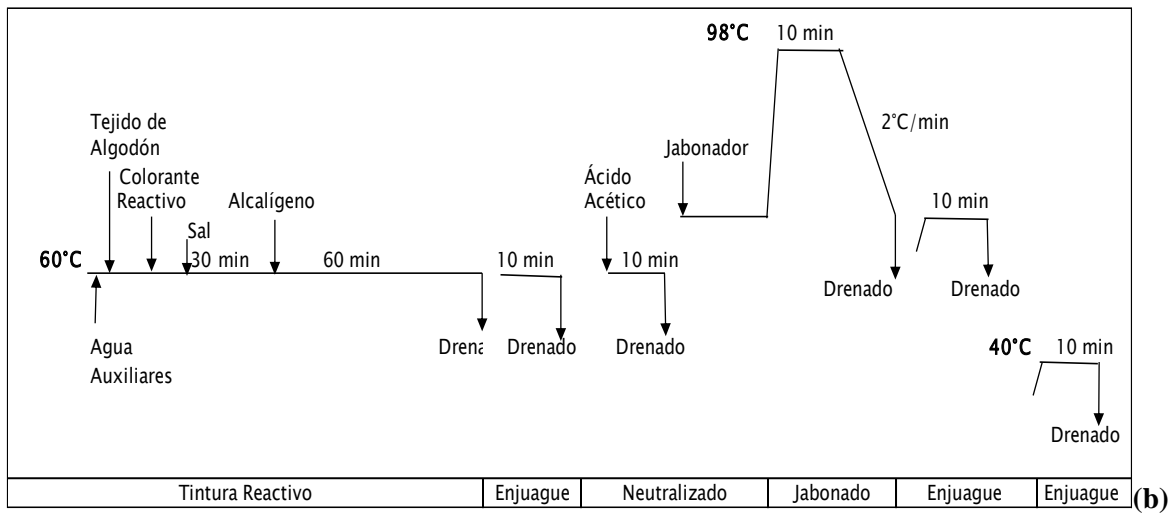 98°C 10 min
Tejido de
Algodón
2°C/min
Colorante
Reactivo
Alcalígeno
Jabonador
Ácido
Acético
10 min
Sal
60°C
30 min
60 min
10 min
10 min
Drenado
Drenado
Agua
Auxiliares
Drena
Drenado
Drenado
40°C 10 min
Drenado
Tintura Reactivo
Enjuague
Neutralizado
Jabonado
Enjuague
Enjuague
(b)